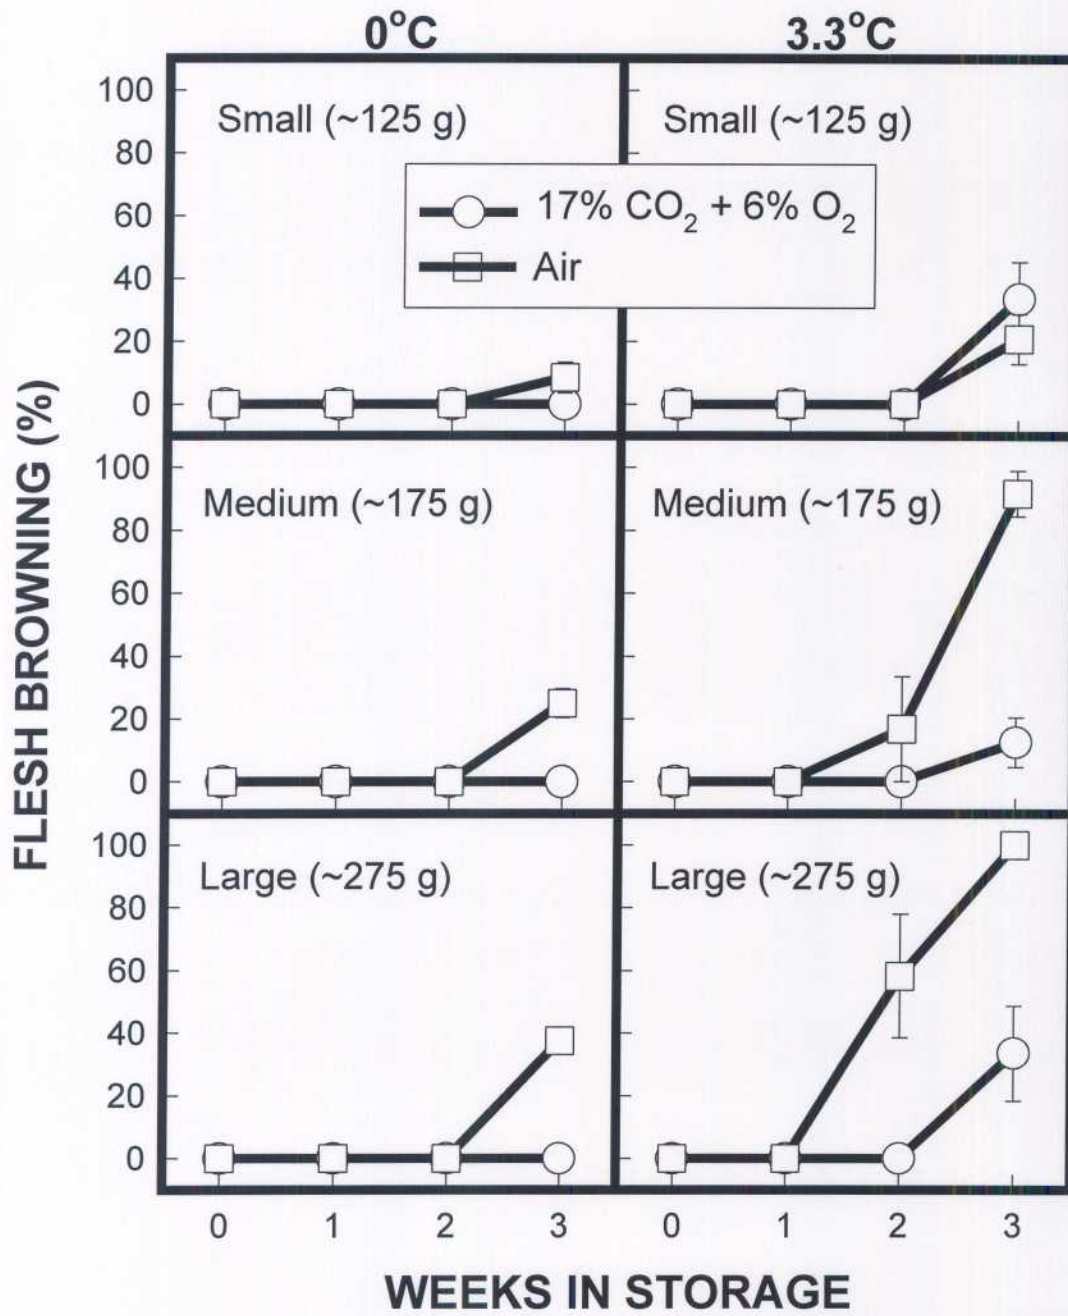 0°C
3.3°C
100
80
60
40
20
0
Small (~125 g)
Small (~125 g)
17% CO₂ + 6% O₂
Air
100
80
60
40
20
0
Medium (~175 g)
Medium (~175 g)
100
80
60
40
20
0
Large (~275 g)
Large (~275 g)
FLESH BROWNING (%)
0 1 2 3
0 1 2 3
WEEKS IN STORAGE